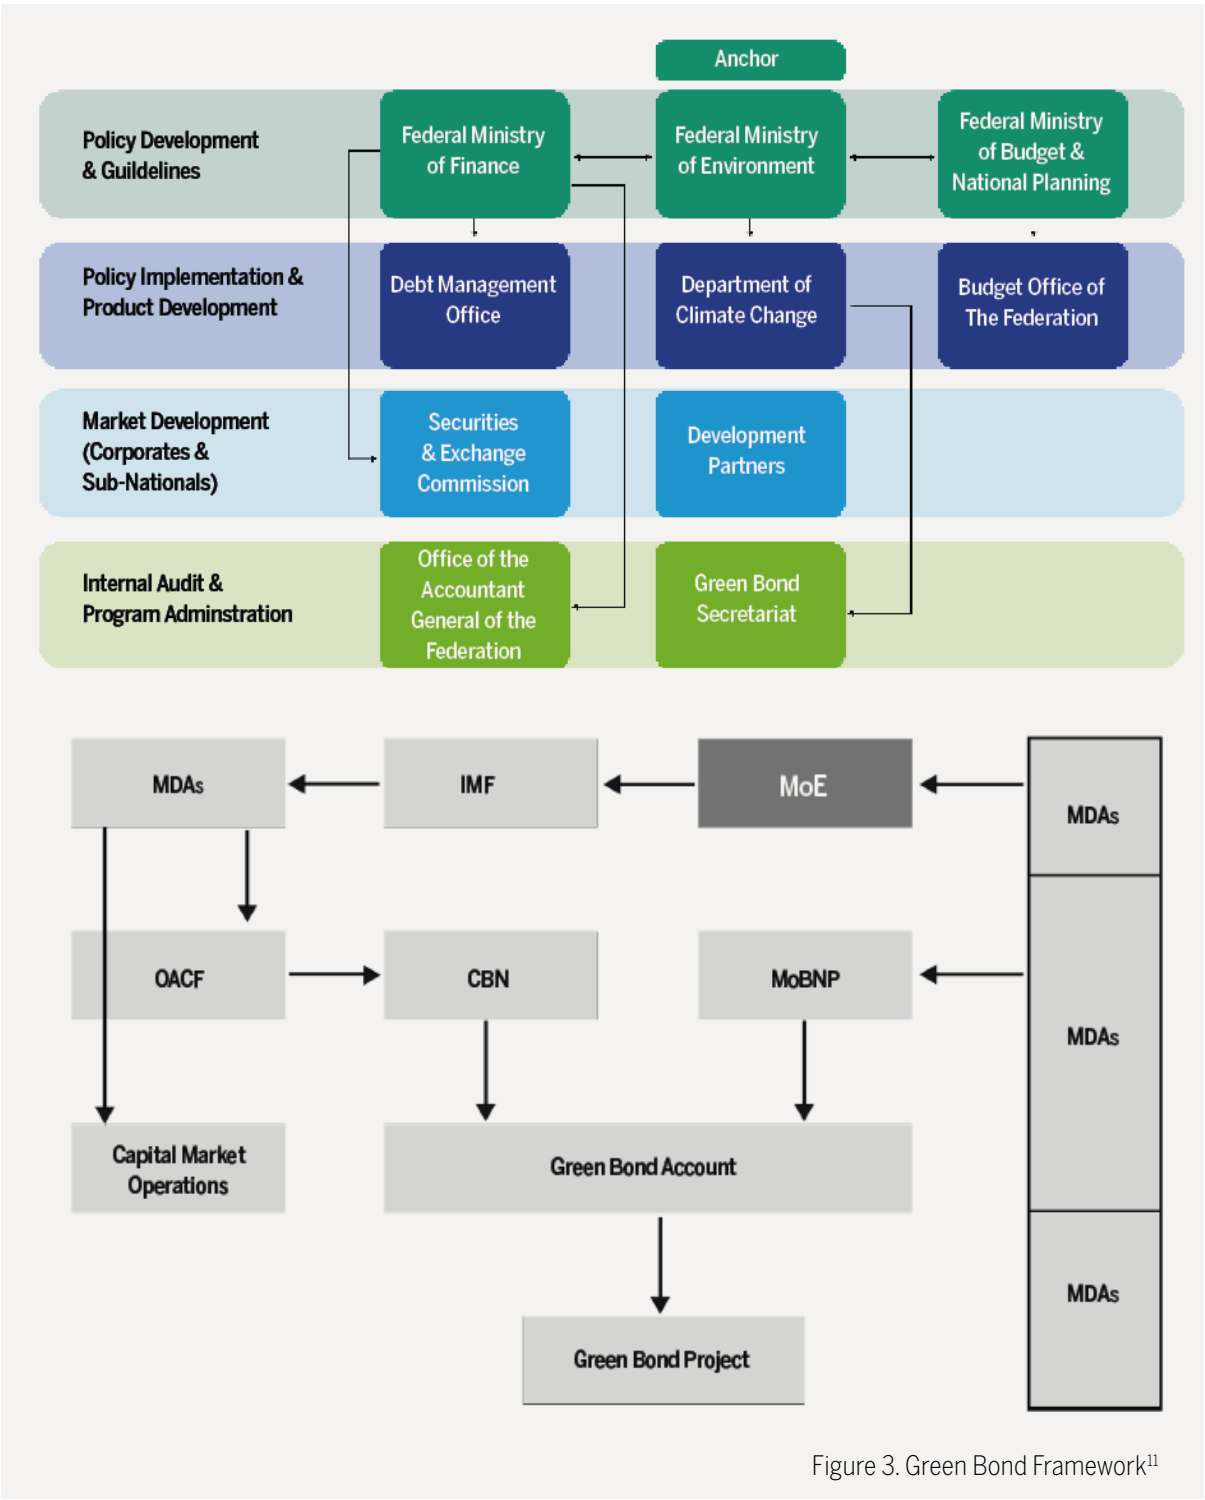 Anchor
Policy Development
& Guildelines
Federal Ministry
of Finance
Federal Ministry
of Environment
Federal Ministry
of Budget &
National Planning
Policy Implementation &
Product Development
Debt Management
Office
Department of
Climate Change
Budget Office of
The Federation
Market Development
(Corporates &
Sub-Nationals)
Securities
& Exchange
Commission
Development
Partners
Internal Audit &
Program Adminstration
Office of the
Accountant
General of the
Federation
Green Bond
Secretariat
MDAs
IMF
MoE
MDAs
OACF
CBN
MoBNP
MDAs
Capital Market
Operations
Green Bond Account
MDAs
Green Bond Project
Figure 3. Green Bond Framework11